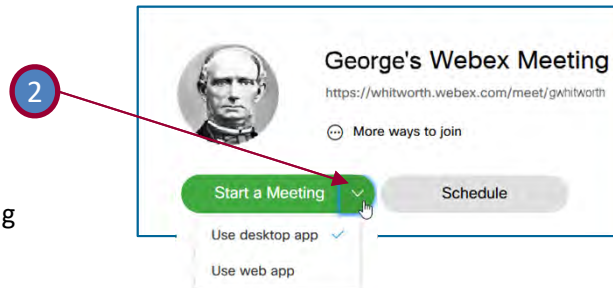 George's Webex Meeting
https://whitworth.webex.com/meet/gwhitworth
2
More ways to join
Start a Meeting
Schedule
g
Use desktop app
Use web app